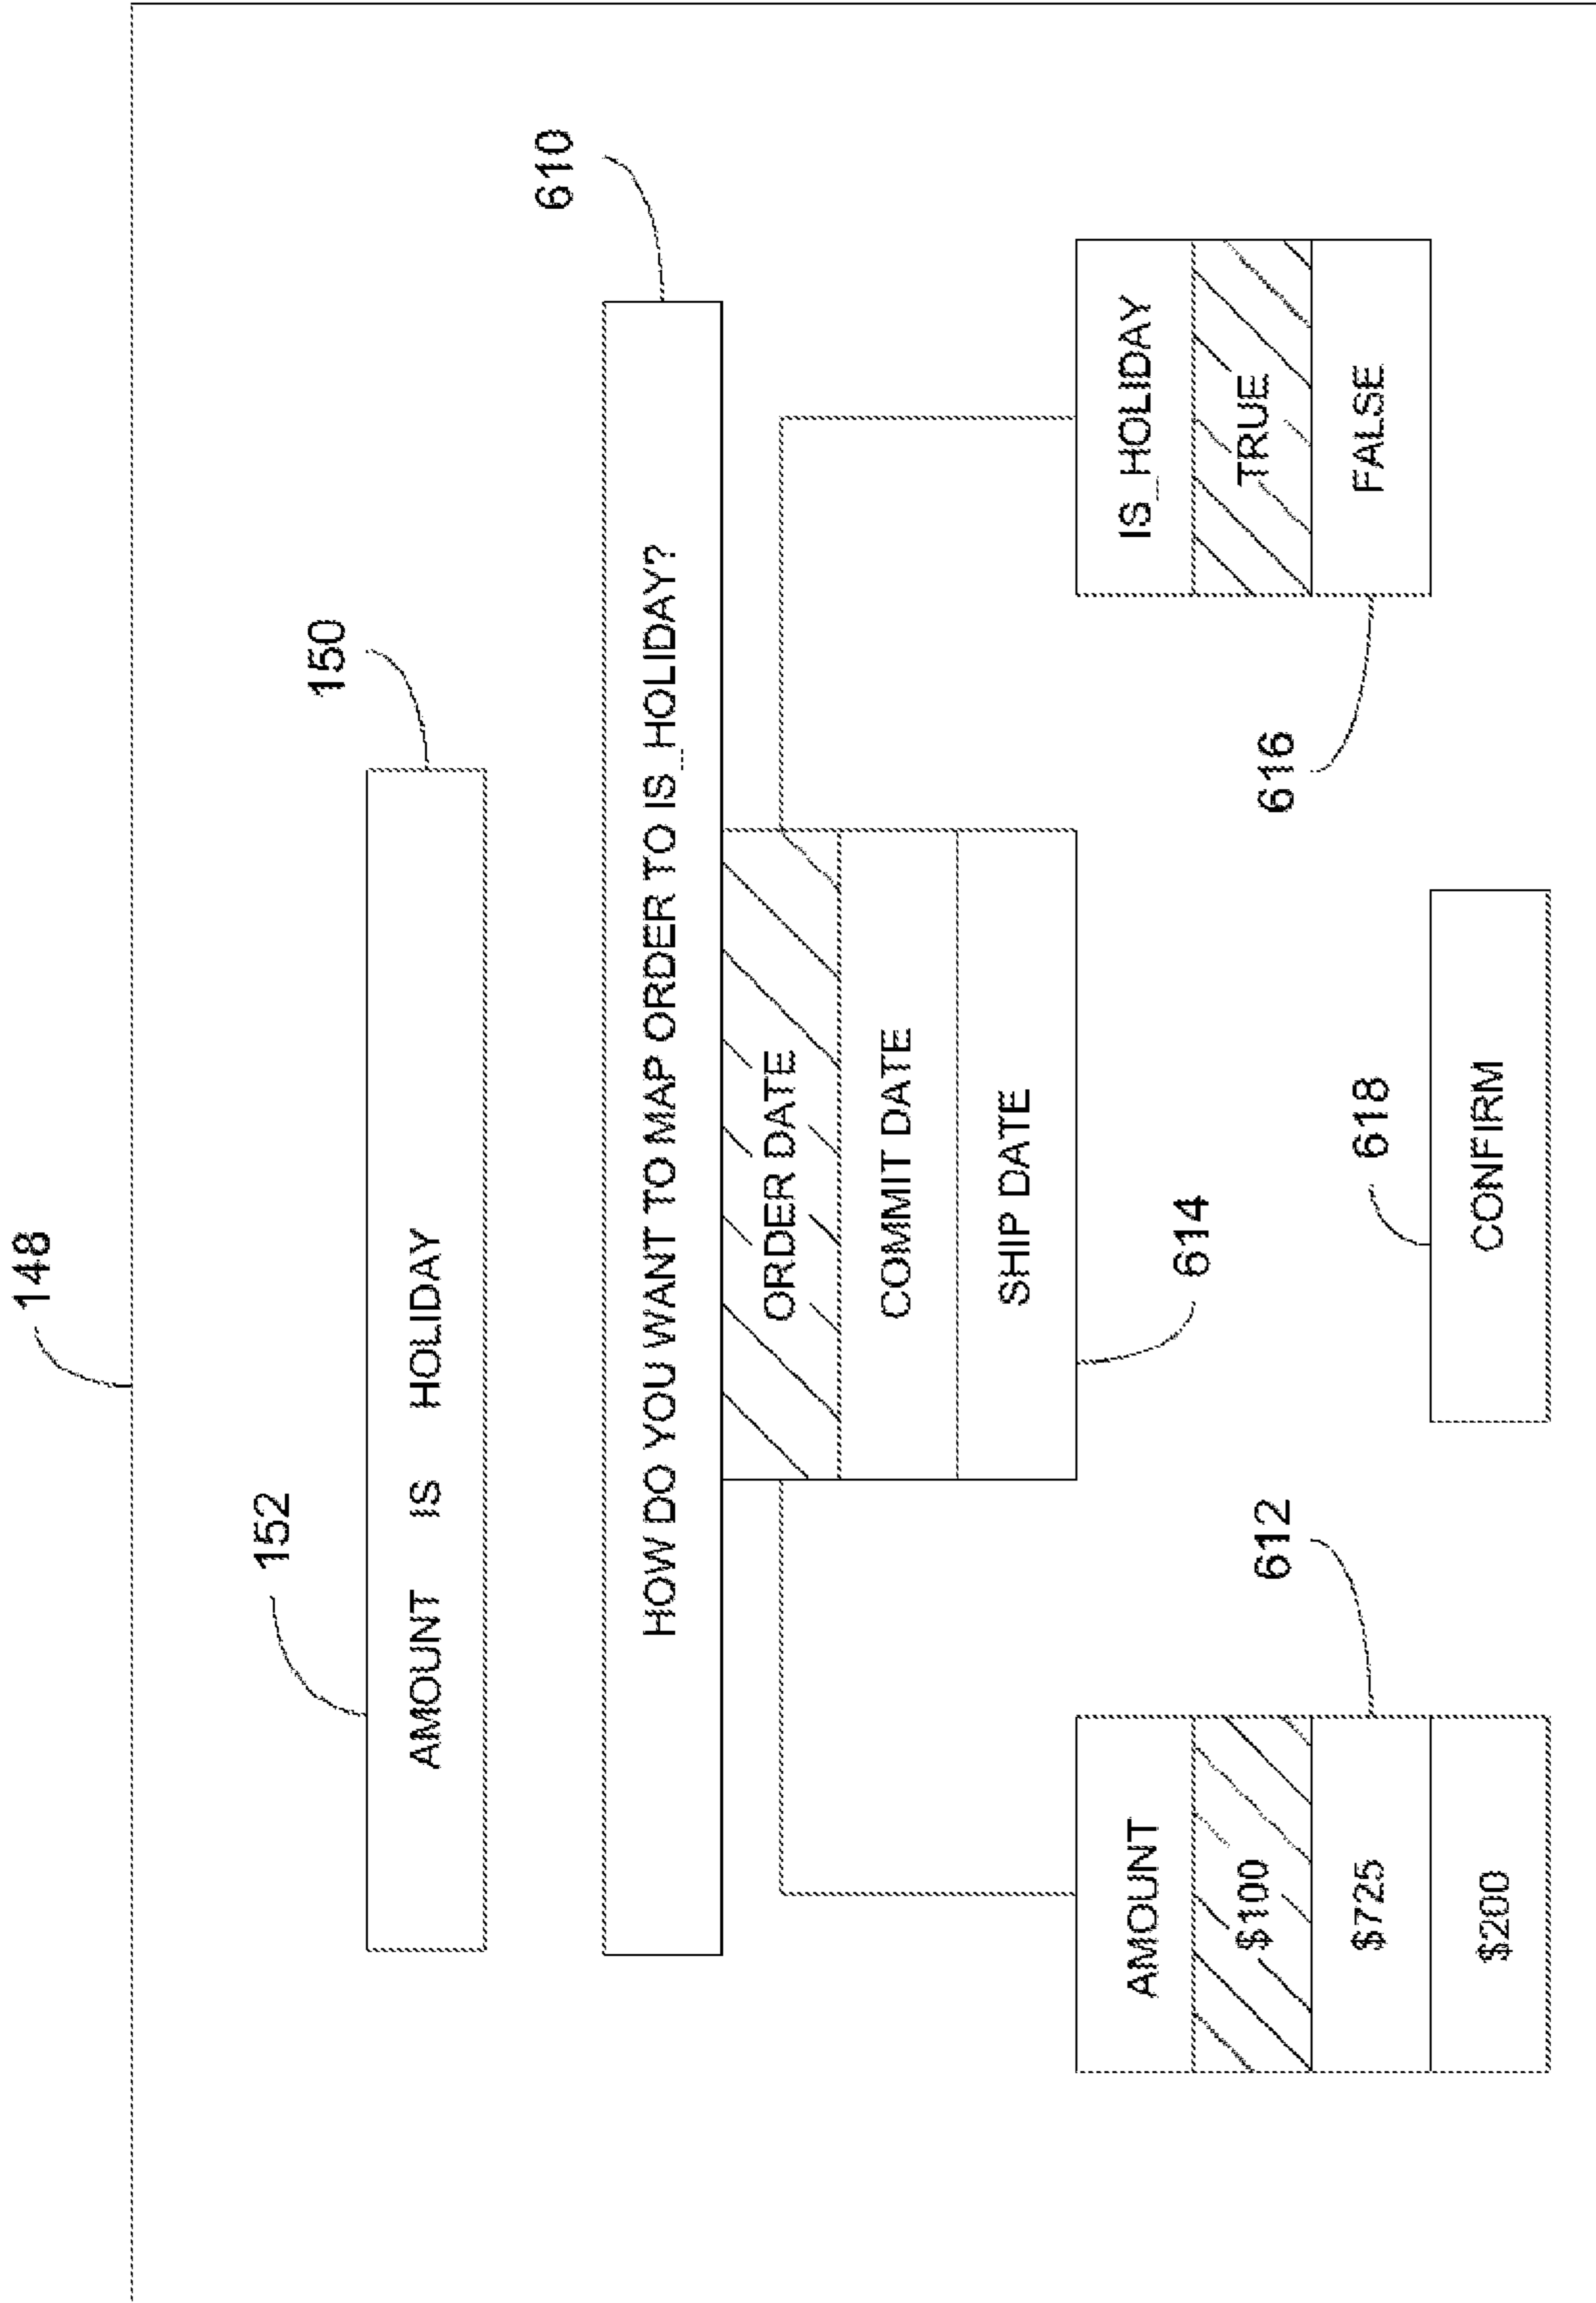 148
152
150
AMOUNT IS HOLIDAY
610
HOW DO YOU WANT TO MAP ORDER TO IS_HOLIDAY?
ORDER DATE
COMMIT DATE
SHIP DATE
614
AMOUNT
$100
$725
$200
612
IS_HOLIDAY
TRUE
FALSE
616
618
CONFIRM